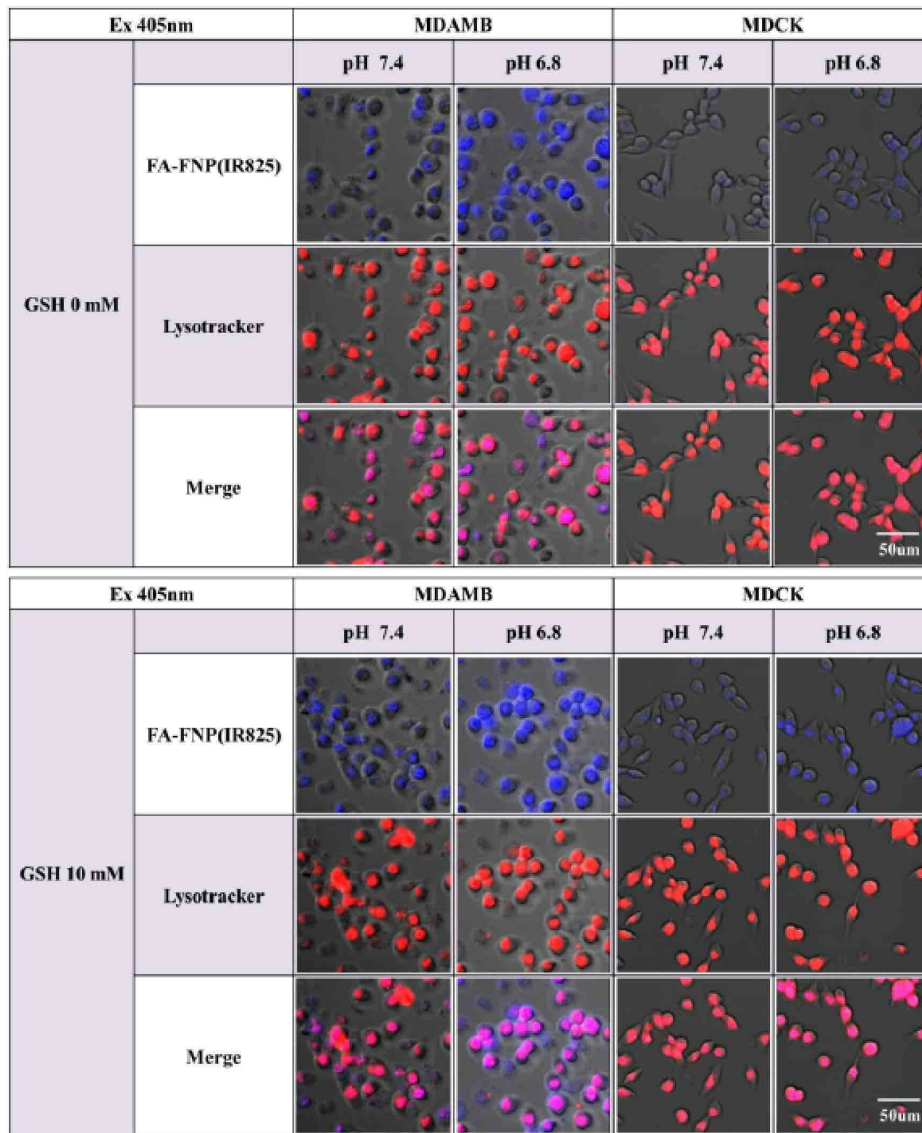 Ex 405nm MDAMB MDCK
pH 7.4 pH 6.8 pH 7.4 pH 6.8
FA-FNP(IR825)
GSH 0 mM
Lysotracker
Merge
50um
Ex 405nm MDAMB MDCK
pH 7.4 pH 6.8 pH 7.4 pH 6.8
FA-FNP(IR825)
GSH 10 mM
Lysotracker
Merge
50um